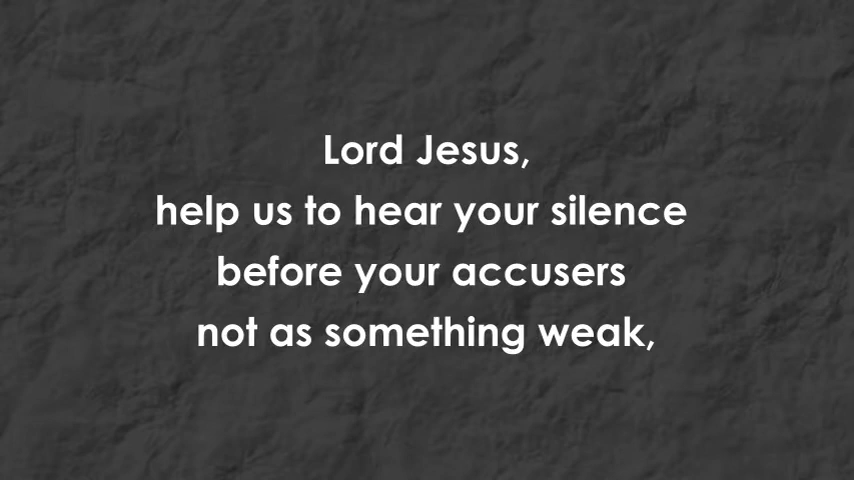 Lord Jesus,
help us to hear your silence
before your accusers
not as something weak,